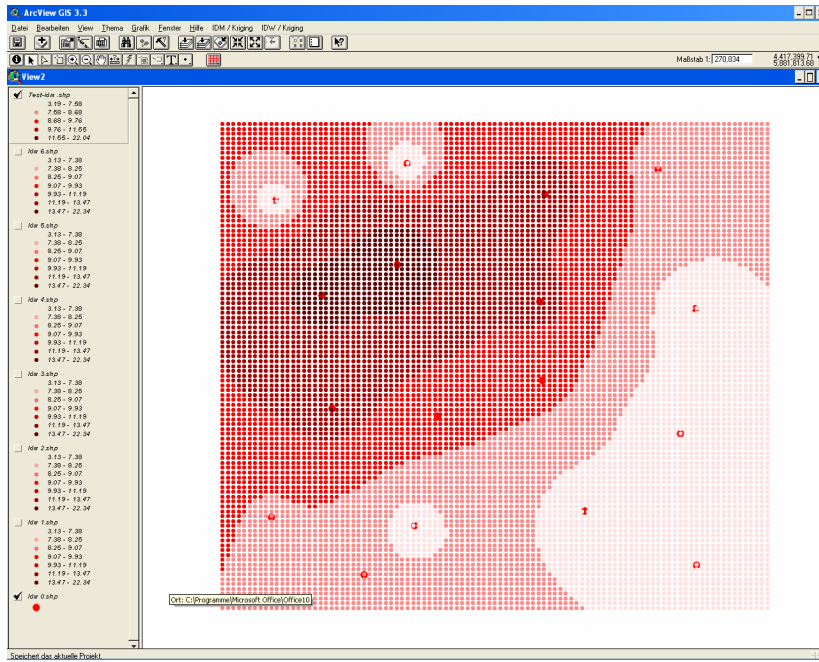 ArcView GIS 3.3
Datei Bearbeiten View Thema Grafik Fenster Hilfe IDM / Kriging IDW / Kriging
Maßstab 1: 270,834
4.417.399,71
5.881.813,68
View2
Test-idw .shp
3.19 - 7.58
7.58 - 8.68
8.68 - 9.76
9.76 - 11.55
11.55 - 22.04
Idw 6.shp
3.13 - 7.38
7.38 - 8.25
8.25 - 9.07
9.07 - 9.93
9.93 - 11.19
11.19 - 13.47
13.47 - 22.34
Idw 5.shp
3.13 - 7.38
7.38 - 8.25
8.25 - 9.07
9.07 - 9.93
9.93 - 11.19
11.19 - 13.47
13.47 - 22.34
Idw 4.shp
3.13 - 7.38
7.38 - 8.25
8.25 - 9.07
9.07 - 9.93
9.93 - 11.19
11.19 - 13.47
13.47 - 22.34
Idw 3.shp
3.13 - 7.38
7.38 - 8.25
8.25 - 9.07
9.07 - 9.93
9.93 - 11.19
11.19 - 13.47
13.47 - 22.34
Idw 2.shp
3.13 - 7.38
7.38 - 8.25
8.25 - 9.07
9.07 - 9.93
9.93 - 11.19
11.19 - 13.47
13.47 - 22.34
Idw 1.shp
3.13 - 7.38
7.38 - 8.25
8.25 - 9.07
9.07 - 9.93
9.93 - 11.19
11.19 - 13.47
13.47 - 22.34
Idw 0.shp
Ort: C:\Programme\Microsoft Office\Office10
Speichert das aktuelle Projekt.